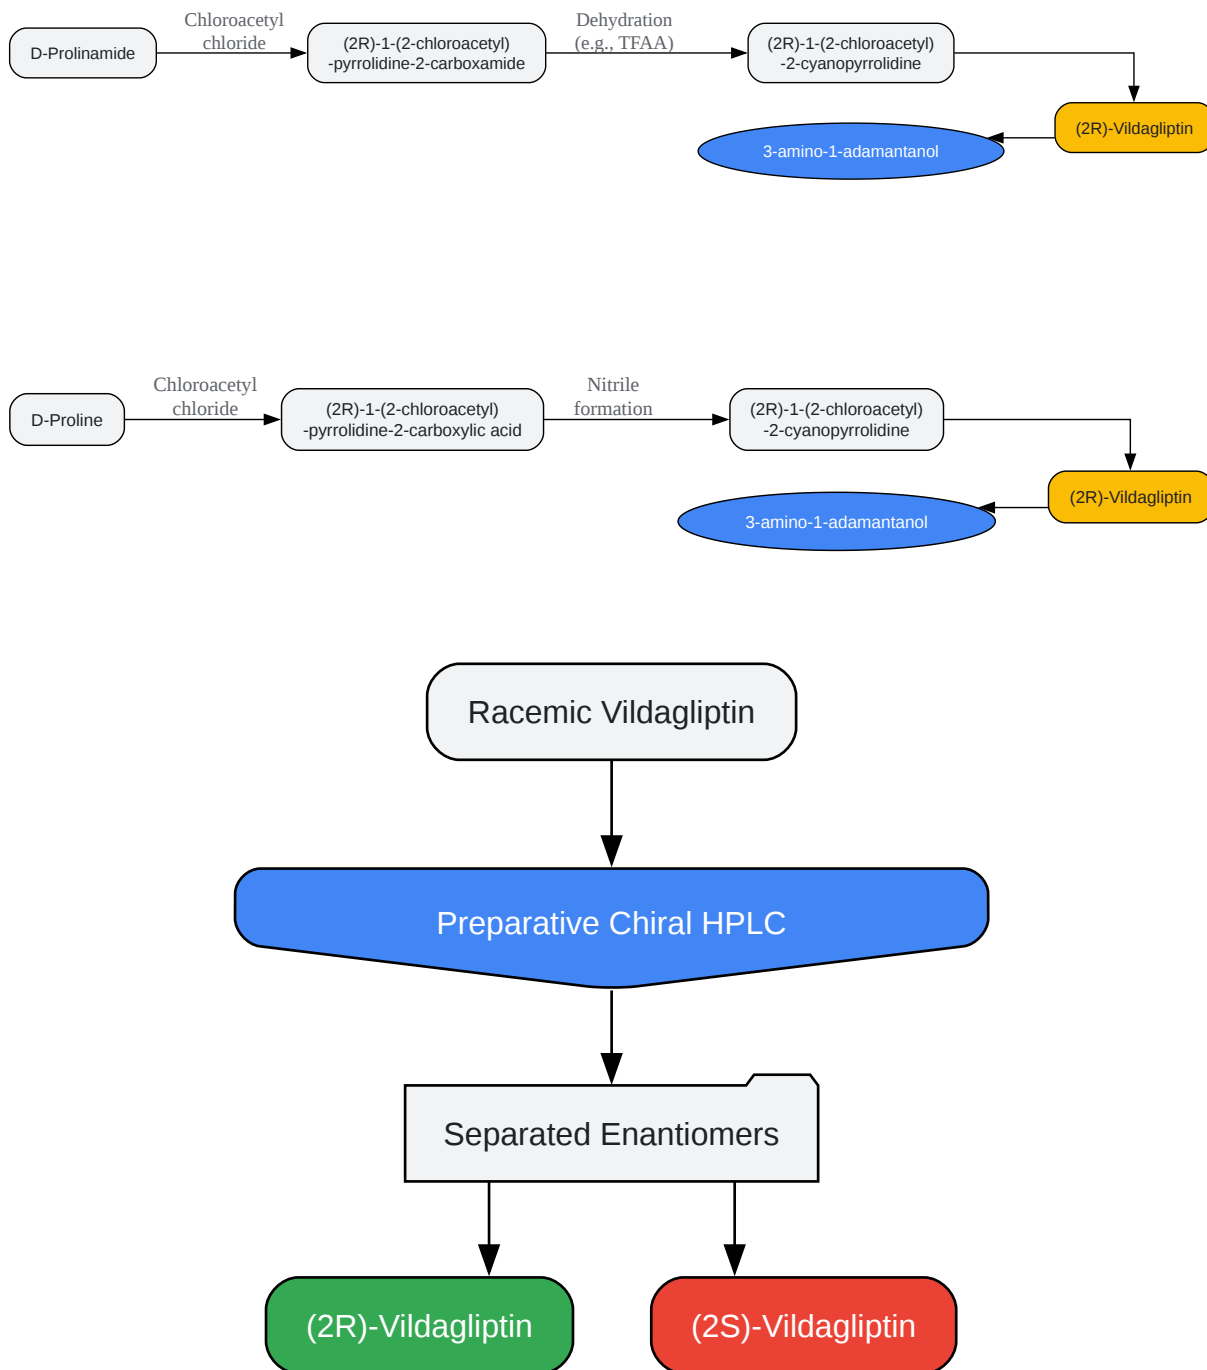 Chloroacetyl
chloride
Dehydration
(e.g., TFAA)
D-Prolinamide
(2R)-1-(2-chloroacetyl)
-pyrrolidine-2-carboxamide
(2R)-1-(2-chloroacetyl)
-2-cyanopyrrolidine
(2R)-Vildagliptin
3-amino-1-adamantanol
Chloroacetyl
chloride
Nitrile
formation
D-Proline
(2R)-1-(2-chloroacetyl)
-pyrrolidine-2-carboxylic acid
(2R)-1-(2-chloroacetyl)
-2-cyanopyrrolidine
(2R)-Vildagliptin
3-amino-1-adamantanol
Racemic Vildagliptin
Preparative Chiral HPLC
Separated Enantiomers
(2R)-Vildagliptin
(2S)-Vildagliptin